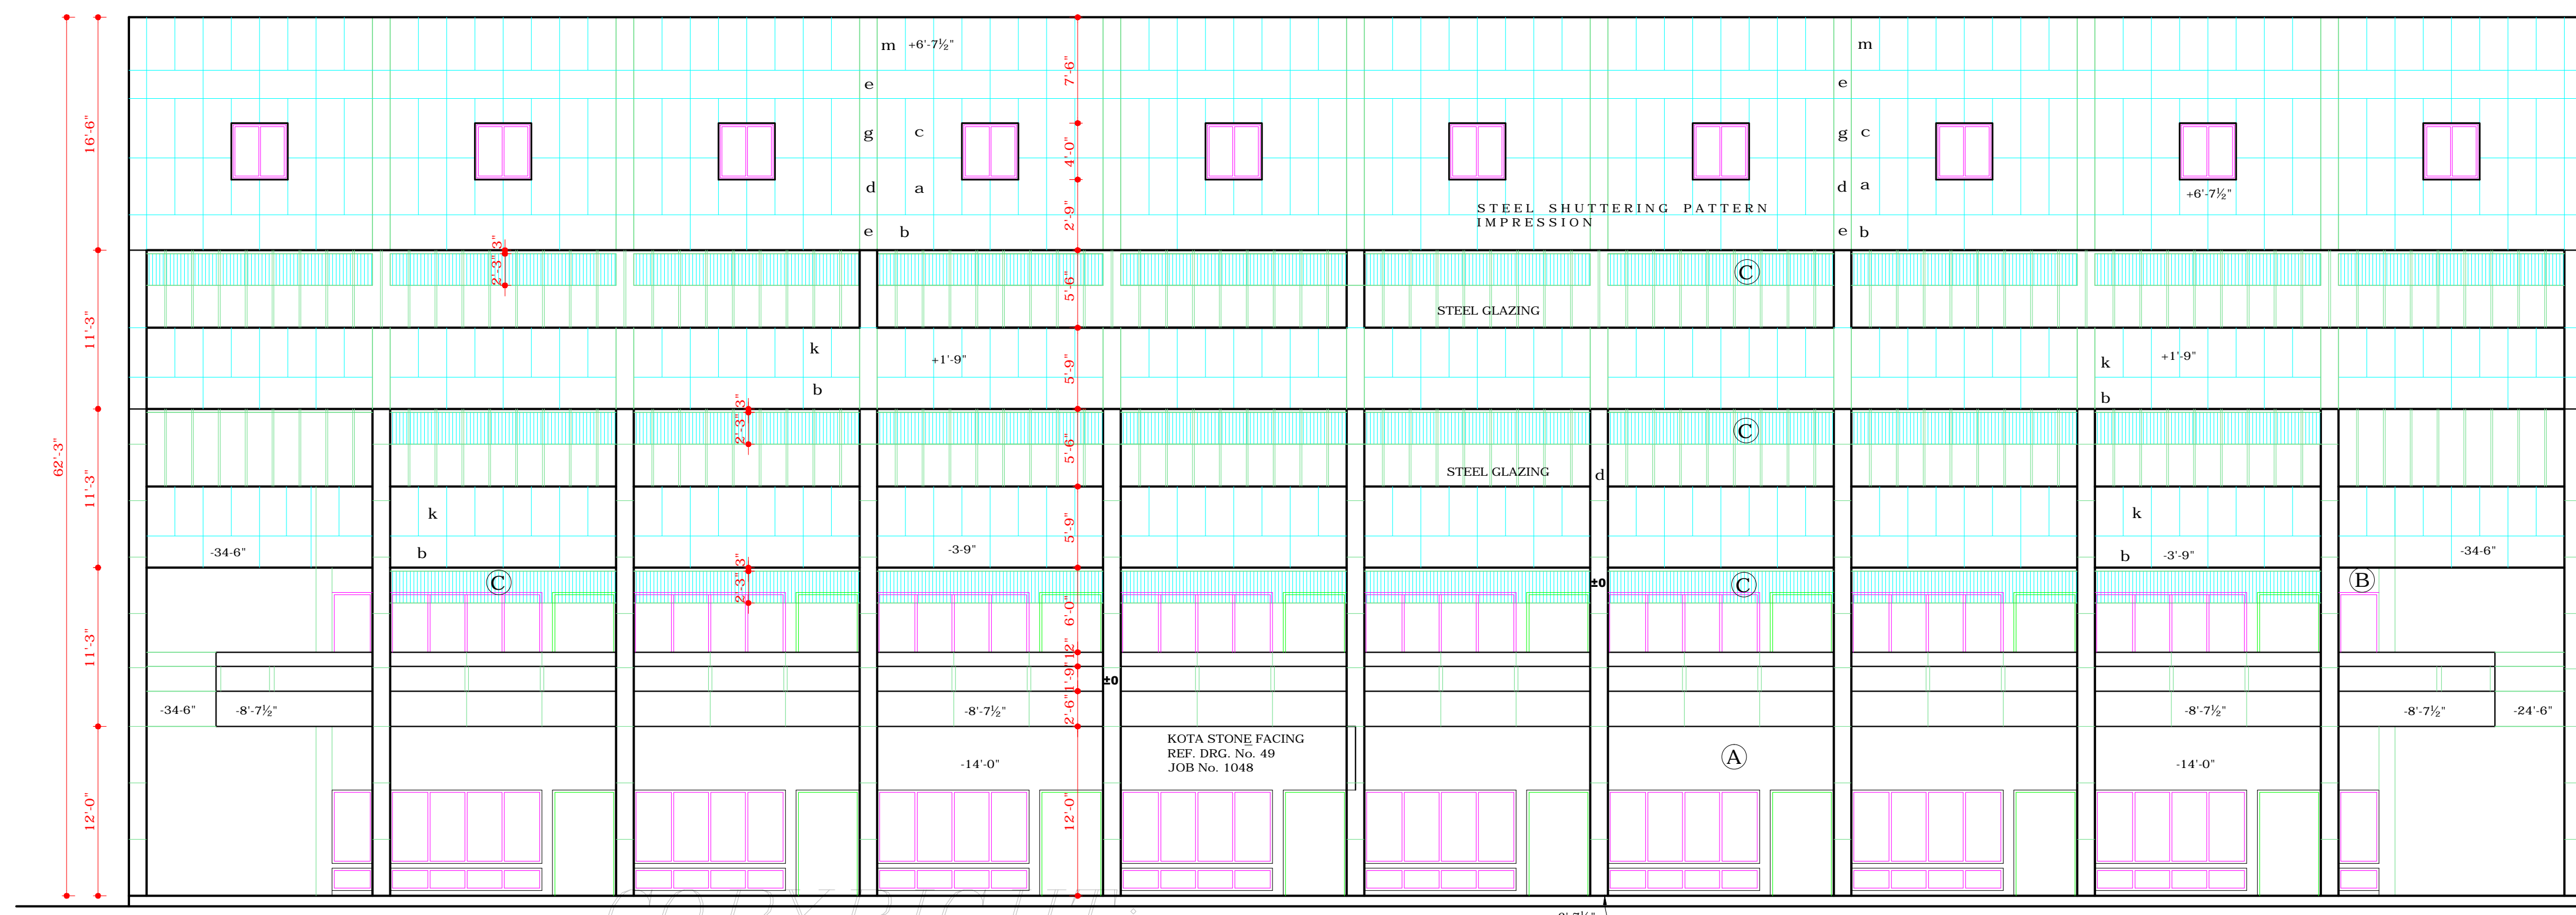 m +6'-7½"
m
7'-6"
e
e
16'-6"
g c
4'-0"
g c
d a
d a
+6'-7½"
2'-9"
STEEL SHUTTERING PATTERN
IMPRESSION
e b
e b
3"
2'-3"
5'-6"
C
STEEL GLAZING
11'-3"
k
+1'-9"
5'-9"
k
+1'-9"
b
b
3"
2'-3"
5'-6"
C
62'-3"
STEEL GLAZING
d
11'-3"
k
5'-9"
k
-34-6"
b
-3-9"
b
-3'-9"
-34-6"
3"
2'-3"
C
±0
C
B
6'-0"
11'-3"
12"
1'-9"
±0
-34-6"
-8'-7½"
2'-6"
-8'-7½"
-8'-7½"
-8'-7½"
-24'-6"
KOTA STONE FACING
REF. DRG. No. 49
JOB No. 1048
-14'-0"
A
-14'-0"
12'-0"
12'-0"